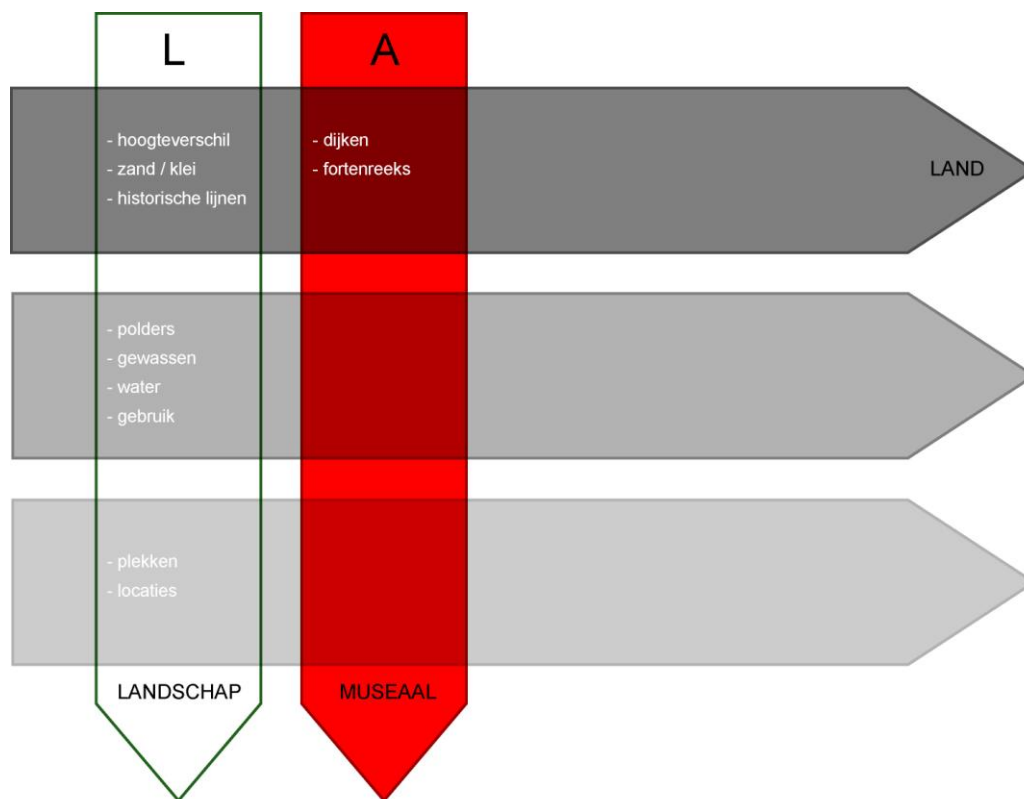 L
A
- hoogteverschil
- zand / klei
- historische lijnen
- dijken
- fortenreeks
LAND
- polders
- gewassen
- water
- gebruik
- plekken
- locaties
LANDSCHAP
MUSEAAL